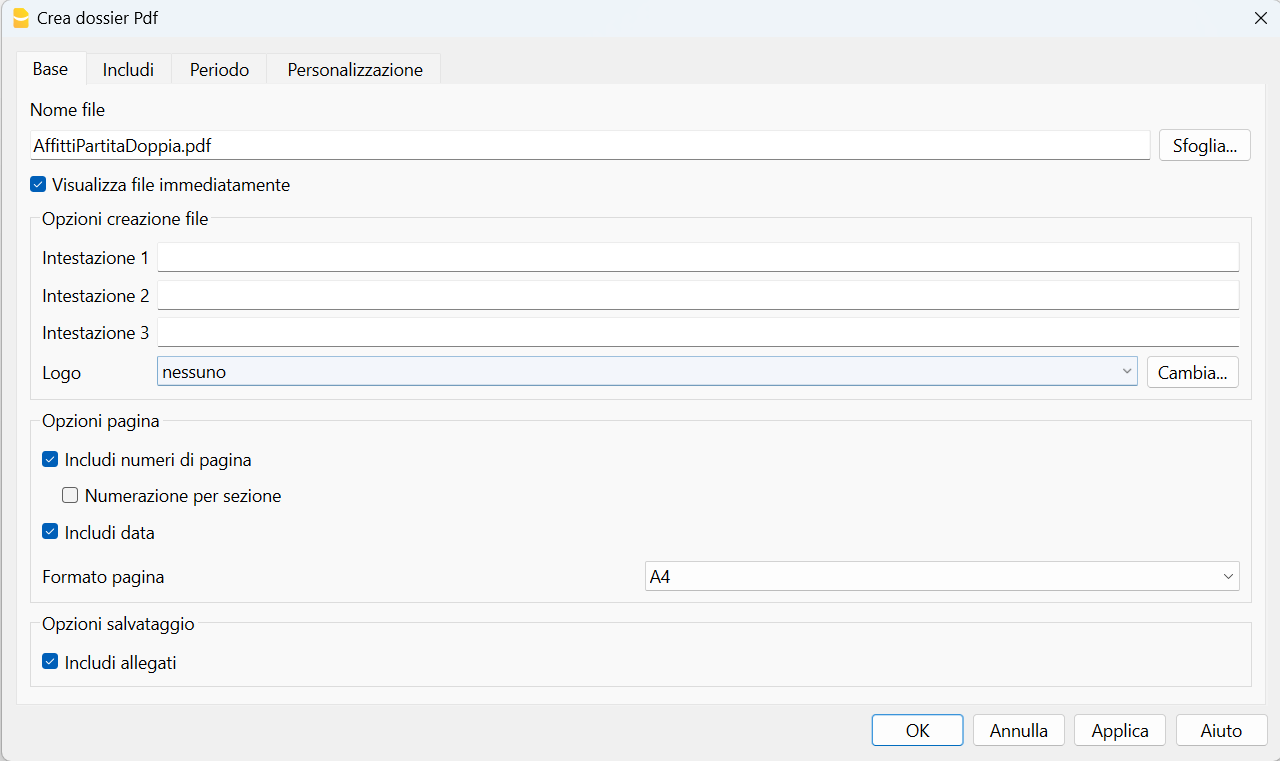 Crea dossier Pdf
Base Includi Periodo Personalizzazione
Nome file
AffittiPartitaDoppia.pdf Sfoglia...
Visualizza file immediatamente
Opzioni creazione file
Intestazione 1
Intestazione 2
Intestazione 3
Logo nessuno Cambia...
Opzioni pagina
Includi numeri di pagina
Numerazione per sezione
Includi data
Formato pagina A4
Opzioni salvataggio
Includi allegati
OK Annulla Applica Aiuto